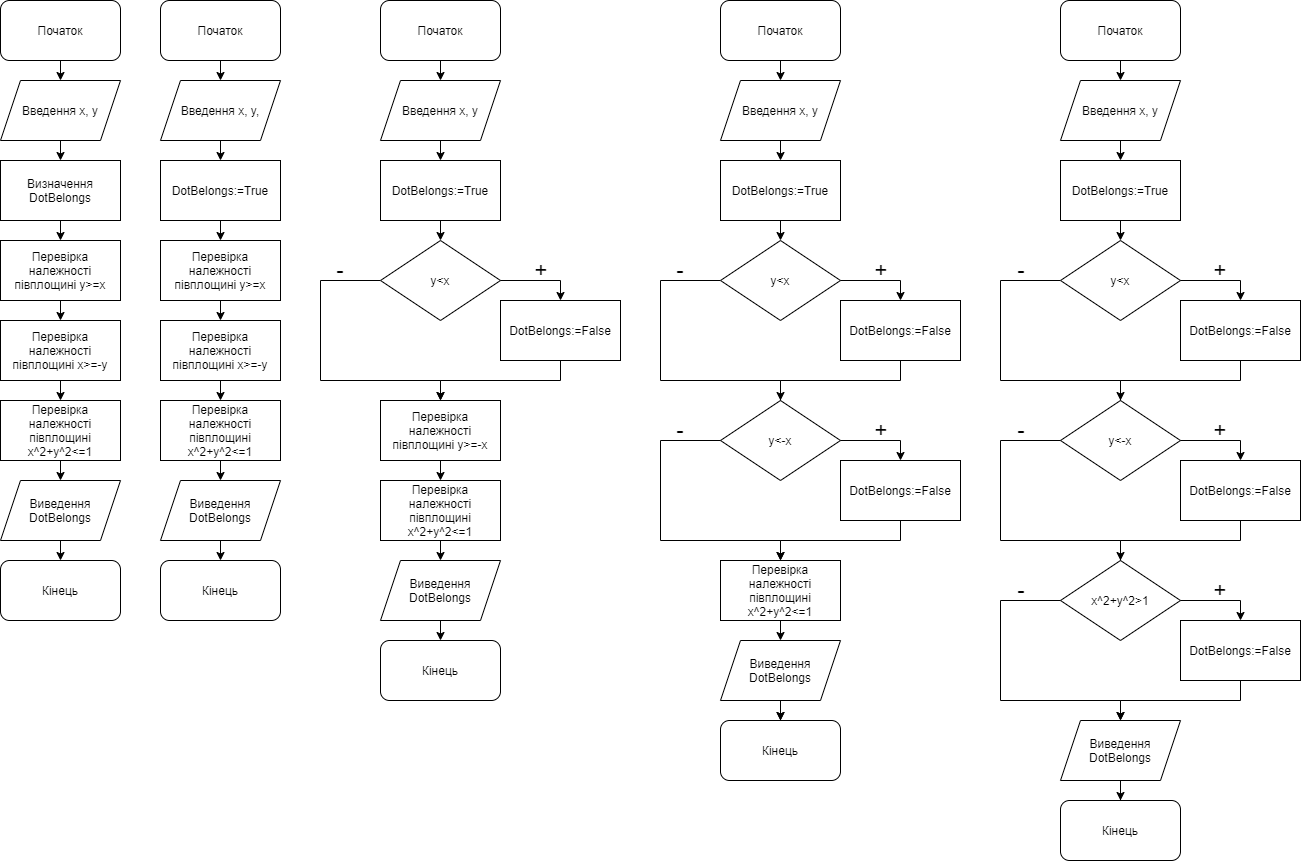 Початок
Введення x, y
Визначення
DotBelongs
Перевірка
належності
півплощині y>=x
Перевірка
належності
півплощині x>=-y
Перевірка
належності
півплощині
x^2+y^2<=1
Виведення
DotBelongs
Кінець
Початок
Введення x, y,
DotBelongs:=True
Перевірка
належності
півплощині y>=x
Перевірка
належності
півплощині x>=-y
Перевірка
належності
півплощині
x^2+y^2<=1
Виведення
DotBelongs
Кінець
Початок
Введення x, y
DotBelongs:=True
-
y<x
+
DotBelongs:=False
Перевірка
належності
півплощині y>=-x
Перевірка
належності
півплощині
x^2+y^2<=1
Виведення
DotBelongs
Кінець
Початок
Введення x, y
DotBelongs:=True
-
y<x
+
DotBelongs:=False
-
y<-x
+
DotBelongs:=False
Перевірка
належності
півплощині
x^2+y^2<=1
Виведення
DotBelongs
Кінець
Початок
Введення x, y
DotBelongs:=True
-
y<x
+
DotBelongs:=False
-
y<-x
+
DotBelongs:=False
-
x^2+y^2>1
+
DotBelongs:=False
Виведення
DotBelongs
Кінець